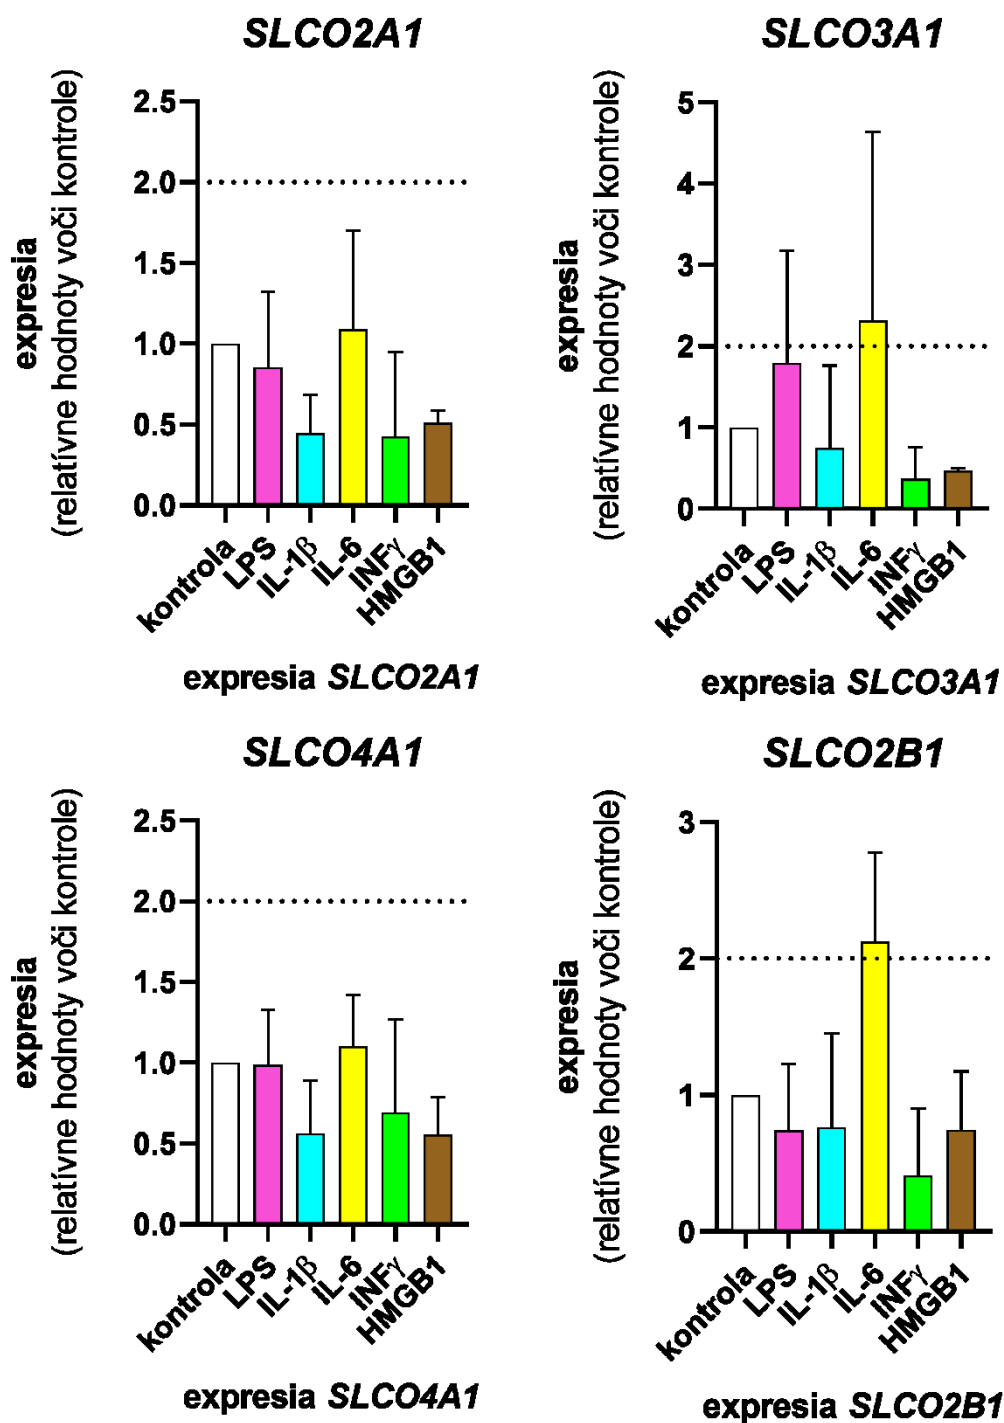 SLCO2A1
expresia
(relatívne hodnoty voči kontrole)
2.5
2.0
1.5
1.0
0.5
0.0
kontrola
LPS
IL-1β
IL-6
INFγ
HMGB1
expresia SLCO2A1
SLCO3A1
expresia
(relatívne hodnoty voči kontrole)
5
4
3
2
1
0
kontrola
LPS
IL-1β
IL-6
INFγ
HMGB1
expresia SLCO3A1
SLCO4A1
expresia
(relatívne hodnoty voči kontrole)
2.5
2.0
1.5
1.0
0.5
0.0
kontrola
LPS
IL-1β
IL-6
INFγ
HMGB1
expresia SLCO4A1
SLCO2B1
expresia
(relatívne hodnoty voči kontrole)
3
2
1
0
kontrola
LPS
IL-1β
IL-6
INFγ
HMGB1
expresia SLCO2B1